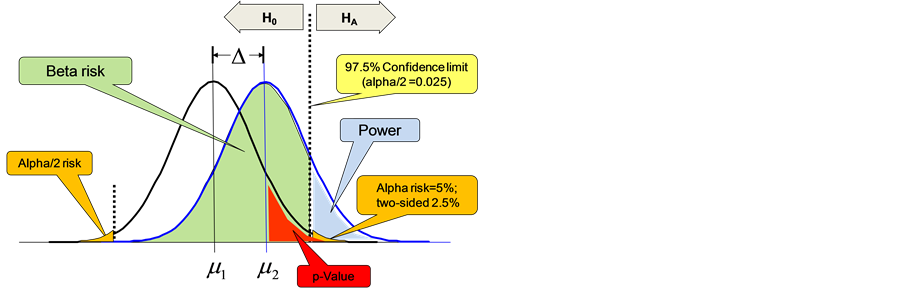 H₀
Hₐ
Δ
97.5% Confidence limit
(alpha/2 =0.025)
Beta risk
Power
Alpha/2 risk
Alpha risk=5%;
two-sided 2.5%
μ₁
μ₂
p-Value